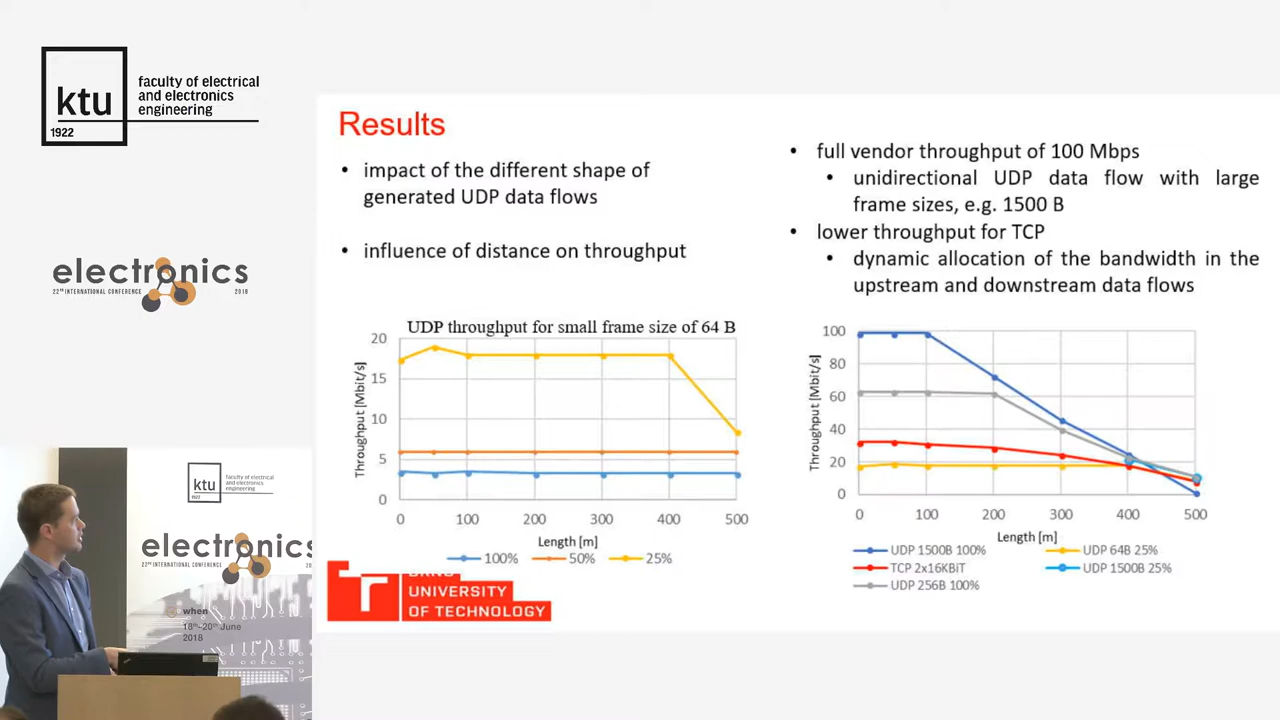 ktu
1922
faculty of electrical
and electronics
engineering
electronics
22ND INTERNATIONAL CONFERENCE 2018
Results
• impact of the different shape of
generated UDP data flows
• influence of distance on throughput
• full vendor throughput of 100 Mbps
• unidirectional UDP data flow with large
frame sizes, e.g. 1500 B
• lower throughput for TCP
• dynamic allocation of the bandwidth in the
upstream and downstream data flows
UDP throughput for small frame size of 64 B
Throughput [Mbit/s]
20
15
10
5
0
0 100 200 300 400 500
Length [m]
100% 50% 25%
Throughput [Mbit/s]
100
80
60
40
20
0
0 100 200 300 400 500
Length [m]
UDP 1500B 100% UDP 64B 25%
TCP 2x16KBiT UDP 1500B 25%
UDP 256B 100%
UNIVERSITY
OF TECHNOLOGY
ktu
1922
faculty of electrical
and electronics
engineering
electronics
22ND INTERNATIONAL CONFERENCE
when
18th–20th June
2018